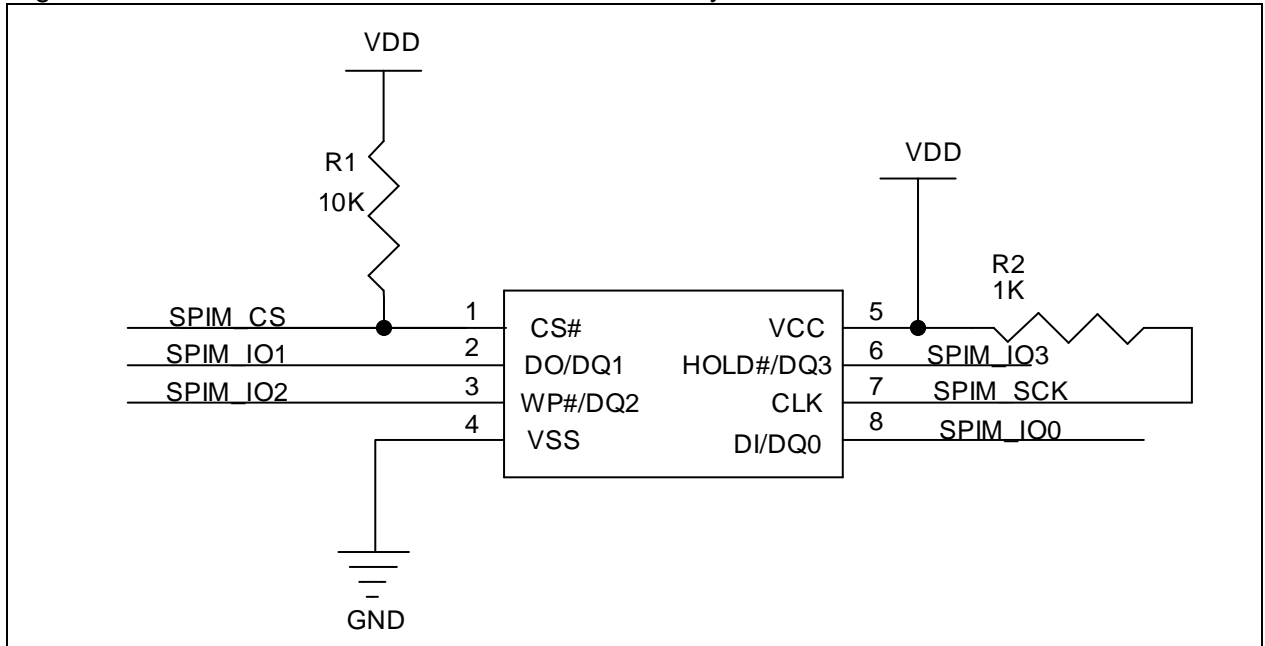 VDD
R1
10K
VDD
R2
1K
SPIM_CS
1
CS#
VCC
5
SPIM_IO1
2
DO/DQ1
HOLD#/DQ3
6
SPIM_IO3
SPIM_IO2
3
WP#/DQ2
CLK
7
SPIM_SCK
4
VSS
DI/DQ0
8
SPIM_IO0
GND